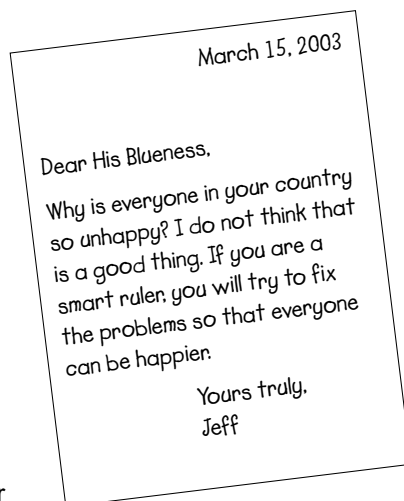 March 15, 2003
Dear His Blueness,
Why is everyone in your country
so unhappy? I do not think that
is a good thing. If you are a
smart ruler, you will try to fix
the problems so that everyone
can be happier.
Yours truly,
Jeff